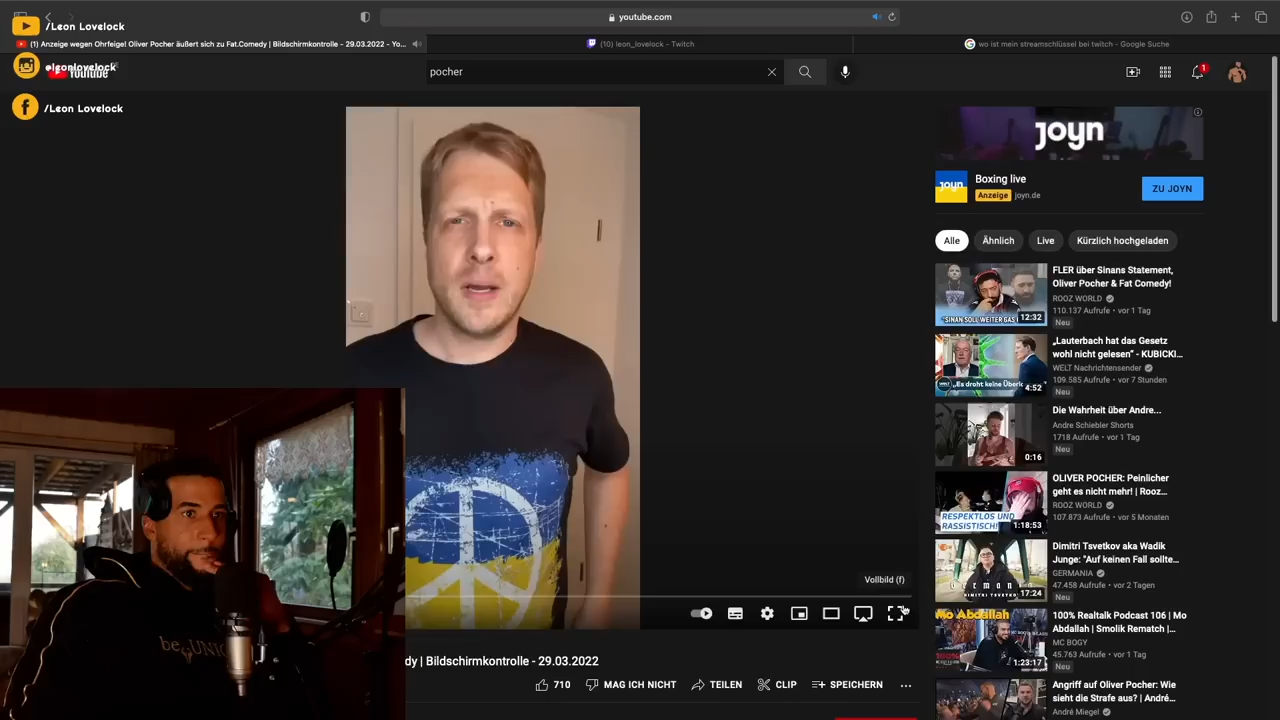 /Leon Lovelock
youtube.com
(1) Anzeige wegen Ohrfeige! Oliver Pocher äußert sich zu Fat.Comedy | Bildschirmkontrolle - 29.03.2022 - Yo...
(10) leon_lovelock - Twitch
wo ist mein streamschlüssel bei twitch - Google Suche
@leonlovelock
YouTube
pocher
1
/Leon Lovelock
joyn
joyn
Boxing live
Anzeige joyn.de
ZU JOYN
Alle
Ähnlich
Live
Kürzlich hochgeladen
FLER über Sinans Statement,
Oliver Pocher & Fat Comedy!
ROOZ WORLD
110.137 Aufrufe • vor 1 Tag
Neu
12:32
„Lauterbach hat das Gesetz
wohl nicht gelesen“ - KUBICKI...
WELT Nachrichtensender
109.585 Aufrufe • vor 7 Stunden
Neu
4:52
Die Wahrheit über Andre...
Andre Schiebler Shorts
1718 Aufrufe • vor 1 Tag
Neu
0:16
OLIVER POCHER: Peinlicher
geht es nicht mehr! | Rooz...
ROOZ WORLD
107.873 Aufrufe • vor 5 Monaten
RESPEKTLOS UND
RASSISTISCH!
1:18:53
Dimitri Tsvetkov aka Wadik
Junge: "Auf keinen Fall sollte...
GERMANIA
47.458 Aufrufe • vor 2 Tagen
Neu
17:24
Vollbild (f)
Mo Abdallah
100% Realtalk Podcast 106 | Mo
Abdallah | Smolik Rematch |...
MC BOGY
45.763 Aufrufe • vor 1 Tag
Neu
1:23:17
be UNIQ
dy | Bildschirmkontrolle - 29.03.2022
710
MAG ICH NICHT
TEILEN
CLIP
SPEICHERN
Angriff auf Oliver Pocher: Wie
sieht die Strafe aus? | André...
André Miegel